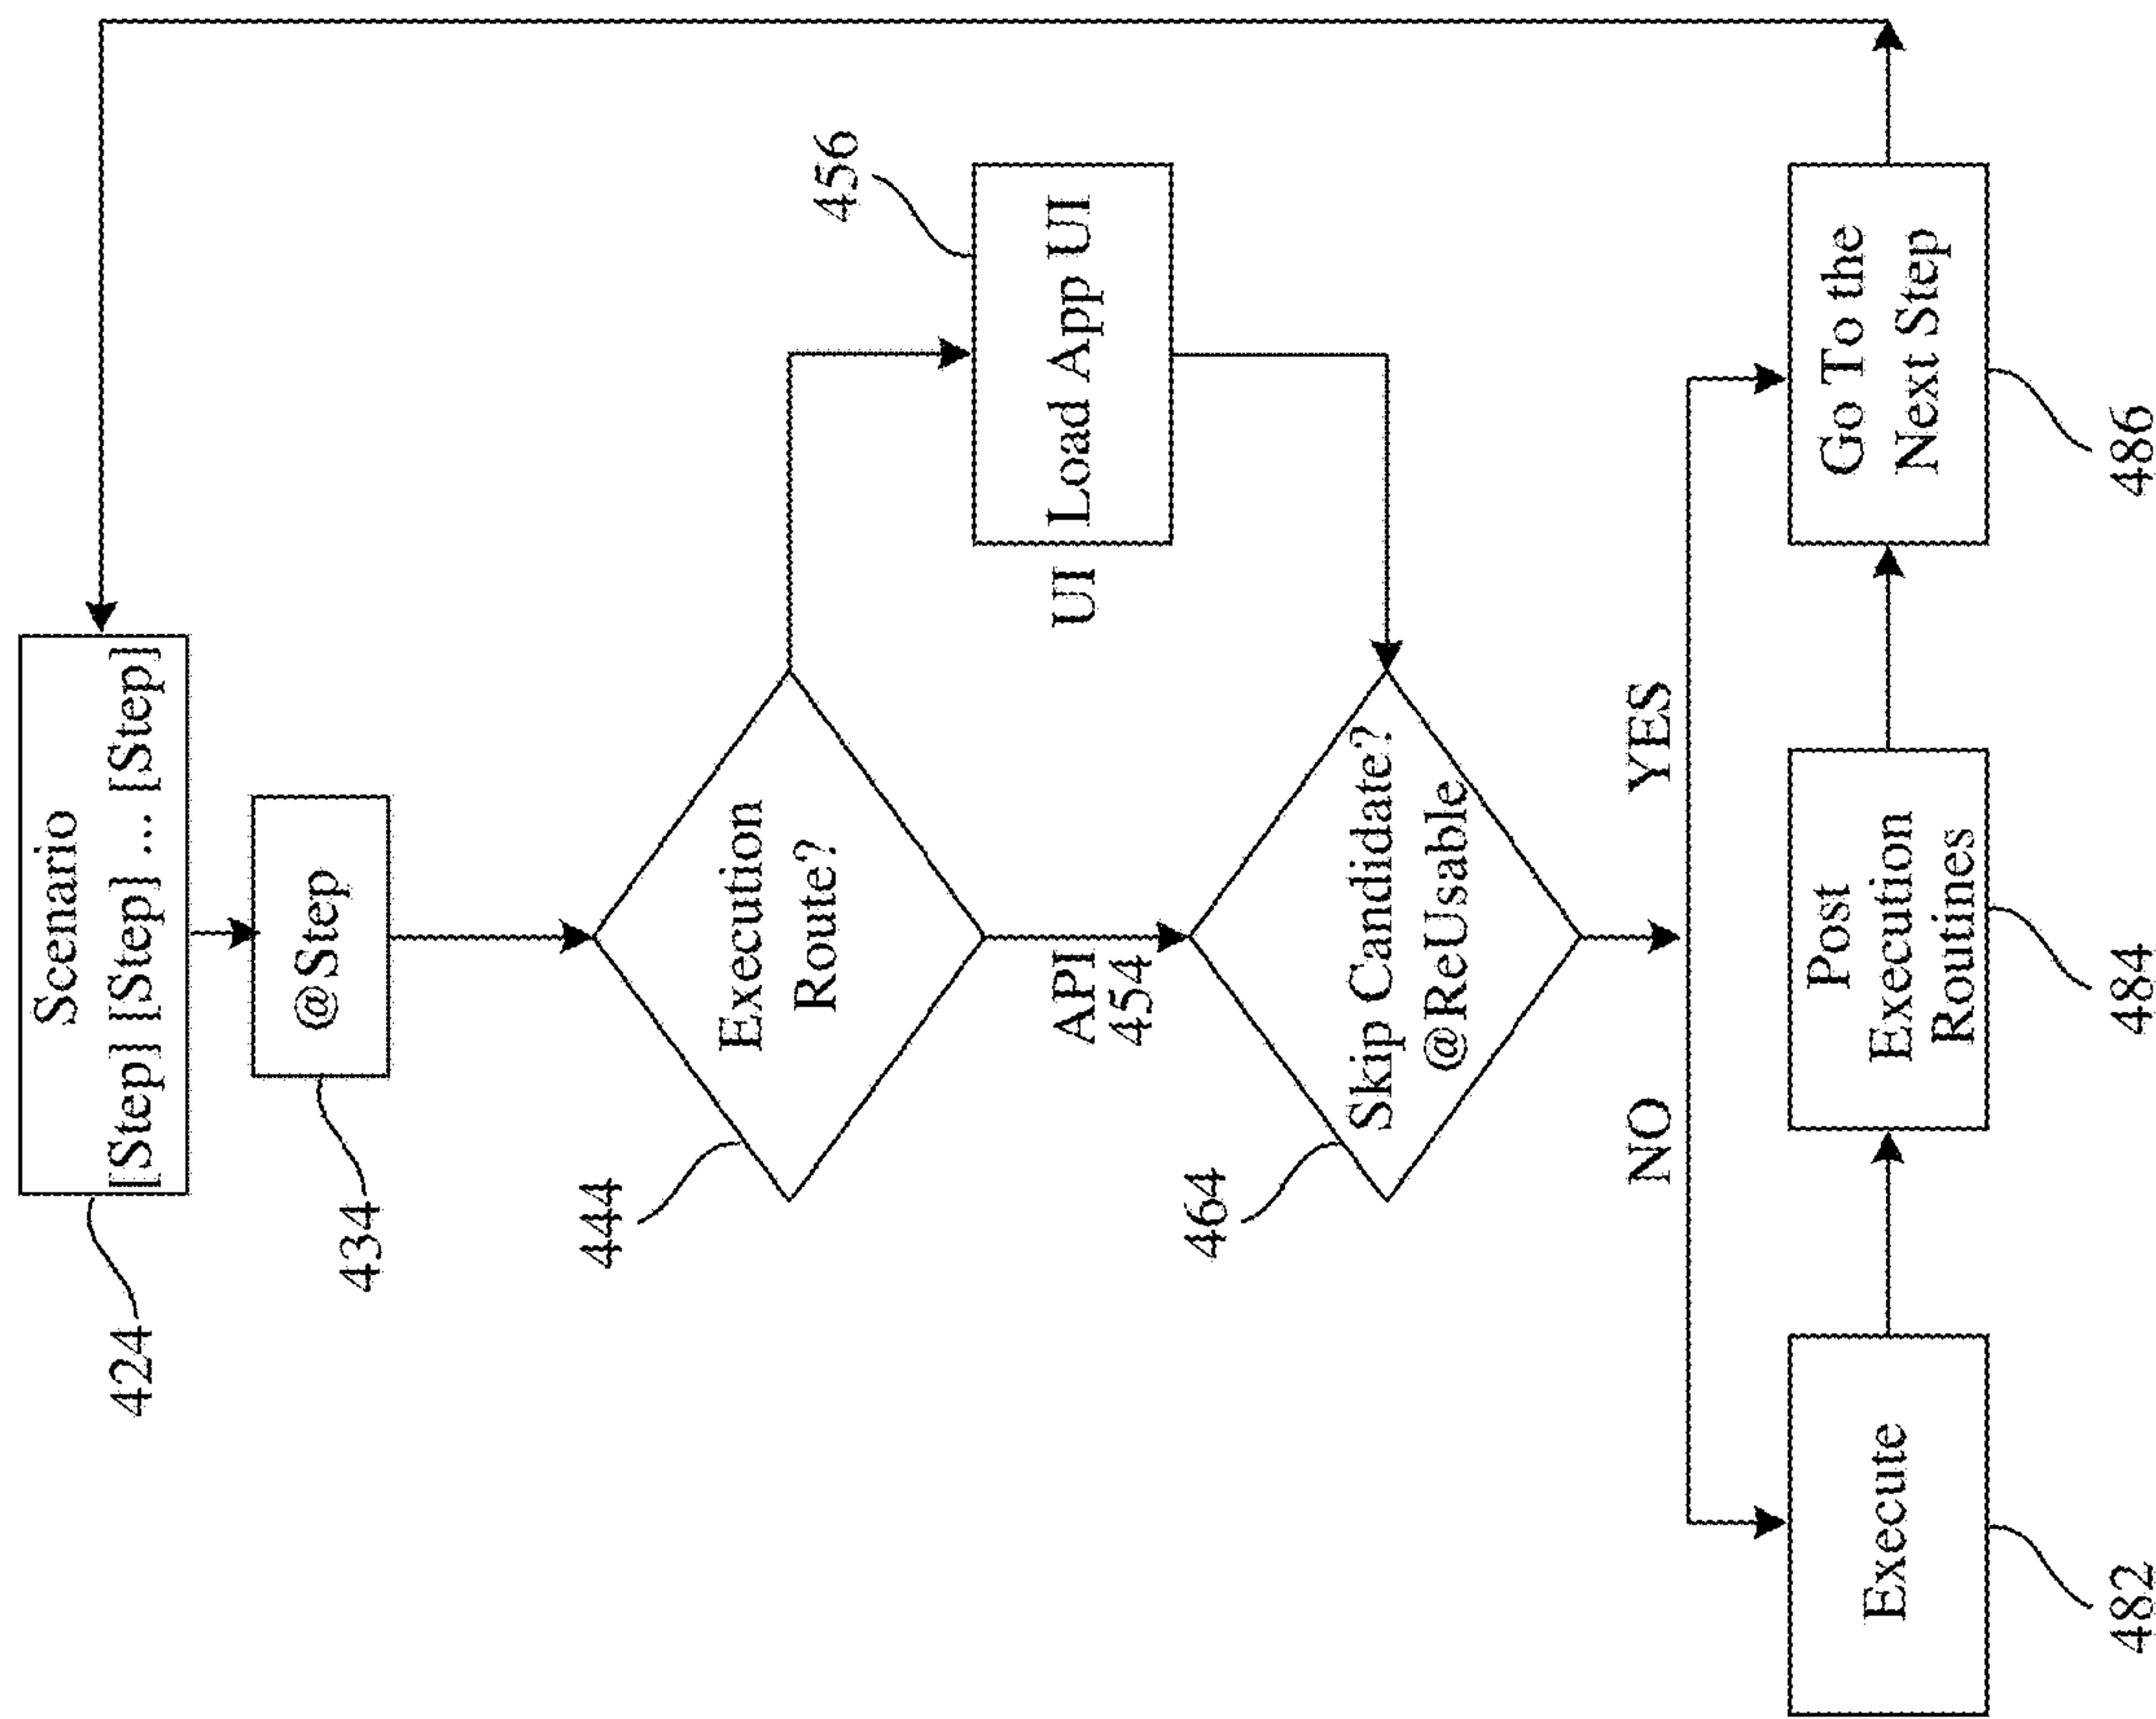 Scenario
[Step] [Step] [Step] ... [Step]
424
@Step
434
Execution
Route?
444
UI
Load App UI
456
API
454
Skip Candidate?
@ReUsable
464
NO
YES
Execute
482
Post
Execution
Routines
484
Go To the
Next Step
486